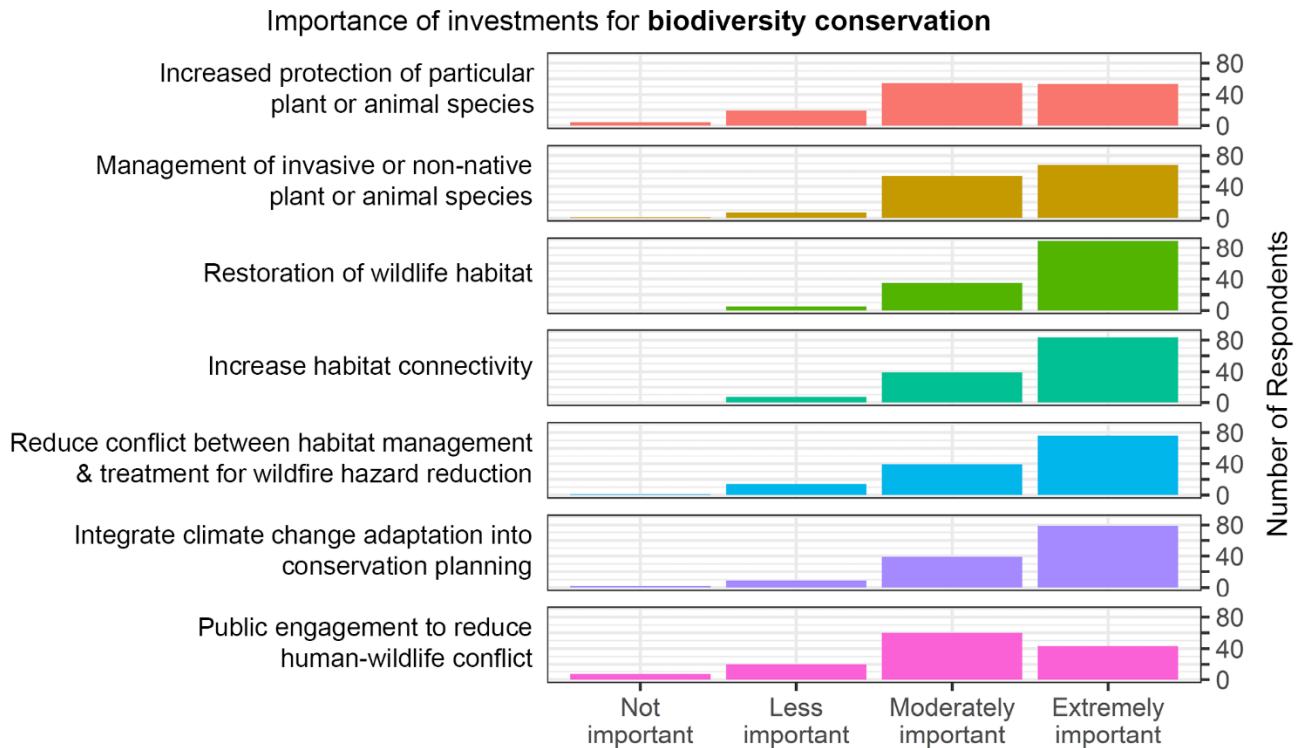 Importance of investments for biodiversity conservation
Increased protection of particular
plant or animal species
80
40
0
Management of invasive or non-native
plant or animal species
80
40
0
Restoration of wildlife habitat
80
40
0
Increase habitat connectivity
80
40
0
Reduce conflict between habitat management
& treatment for wildfire hazard reduction
80
40
0
Integrate climate change adaptation into
conservation planning
80
40
0
Public engagement to reduce
human-wildlife conflict
80
40
0
Number of Respondents
Not
important
Less
important
Moderately
important
Extremely
important